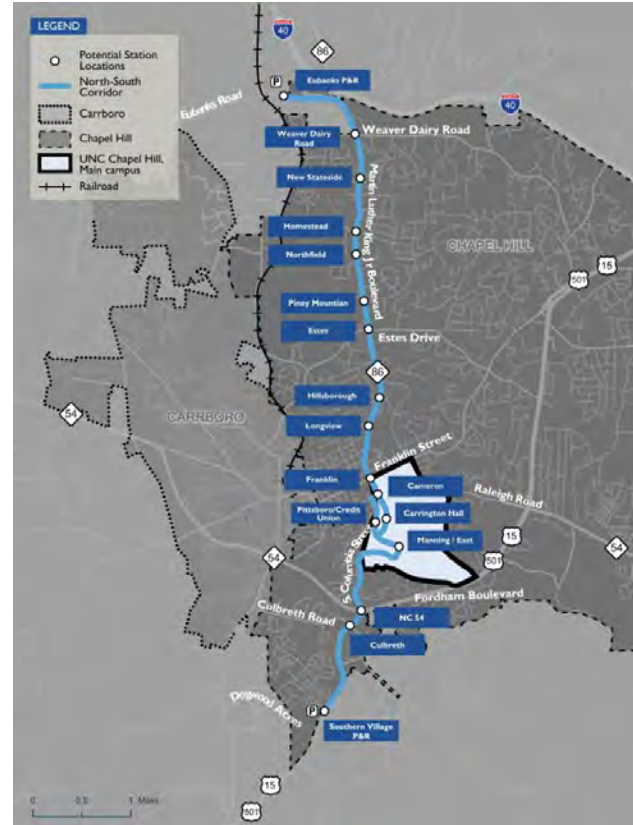 LEGEND
Potential Station
Locations
North-South
Corridor
Carrboro
Chapel Hill
UNC Chapel Hill,
Main campus
Railroad
40
86
Eubanks P&R
P
Eubanks Road
40
Weaver Dairy
Road
Weaver Dairy Road
New Stateside
Martin Luther King Jr Boulevard
Homestead
Northfield
CHAPEL HILL
15
501
Piney Mountian
Estes
Estes Drive
86
Hillsborough
54
CARRBORO
Longview
Franklin Street
Franklin
Cameron
Raleigh Road
Pittsboro/Credit
Union
Carrington Hall
S Columbia Street
Manning / East
15
501
54
54
Fordham Boulevard
Culbreth Road
NC 54
Culbreth
Dogwood Acres
P
Southern Village
P&R
15
501
0 0.5 1 Miles